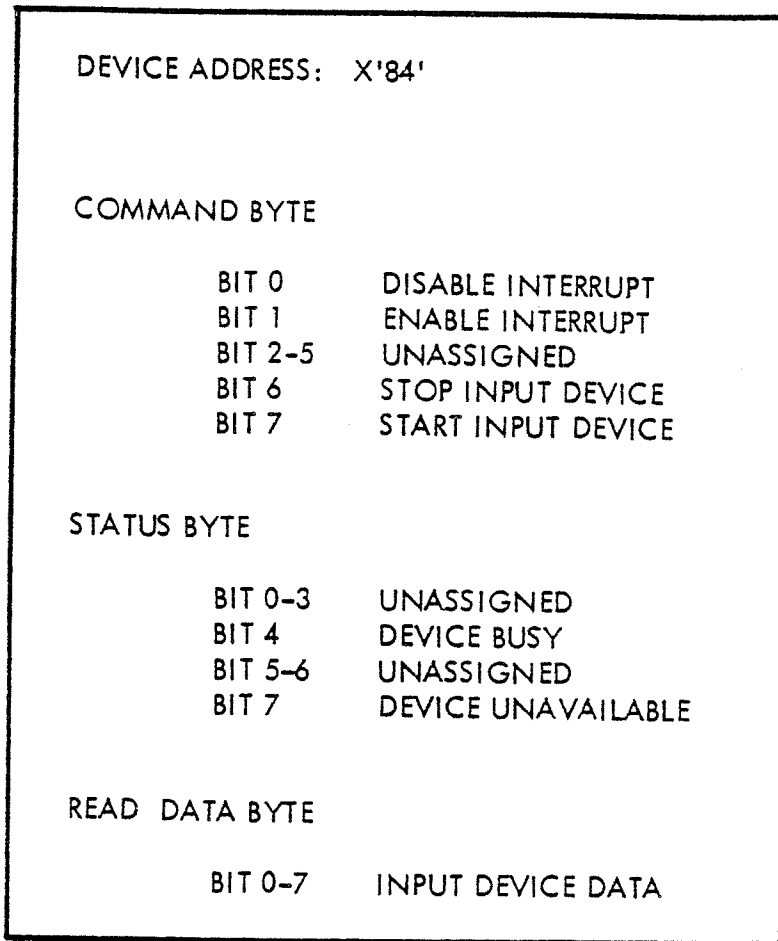 DEVICE ADDRESS: X'84'
COMMAND BYTE
BIT 0 DISABLE INTERRUPT
BIT 1 ENABLE INTERRUPT
BIT 2-5 UNASSIGNED
BIT 6 STOP INPUT DEVICE
BIT 7 START INPUT DEVICE
STATUS BYTE
BIT 0-3 UNASSIGNED
BIT 4 DEVICE BUSY
BIT 5-6 UNASSIGNED
BIT 7 DEVICE UNAVAILABLE
READ DATA BYTE
BIT 0-7 INPUT DEVICE DATA